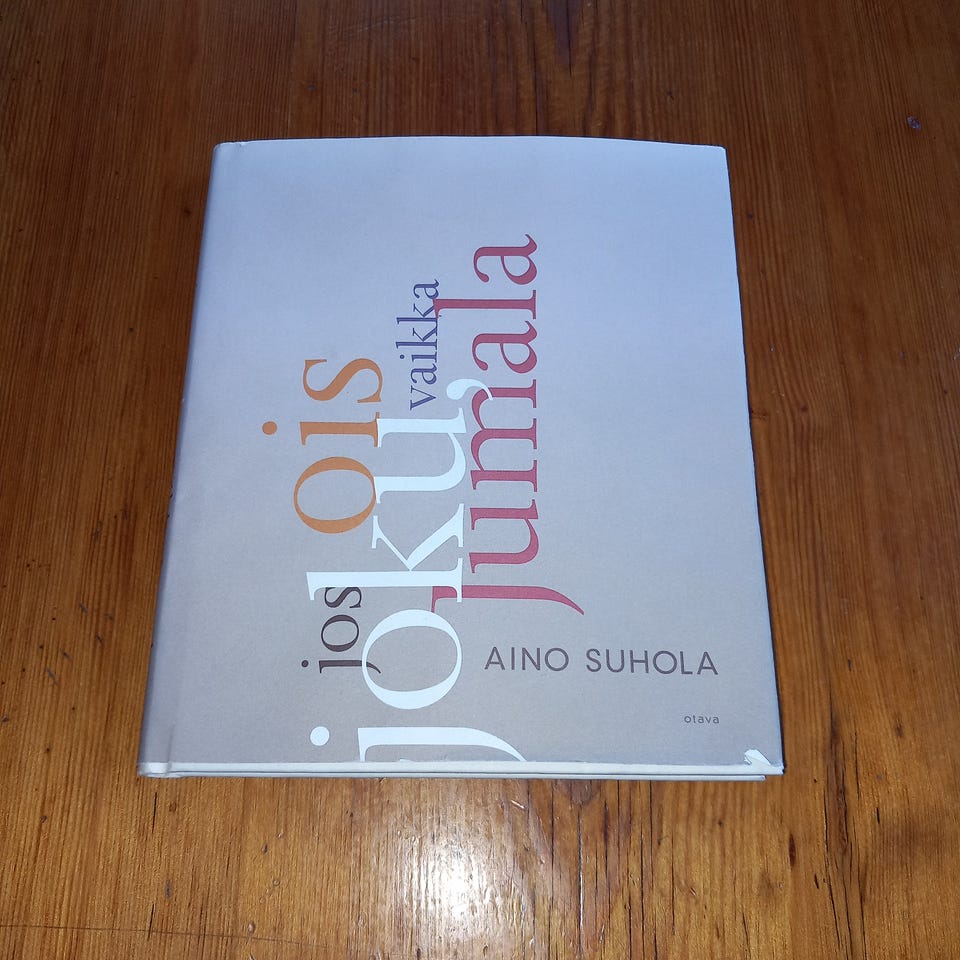 jos ois
joku, vaikka
jumala
AINO SUHOLA
otava